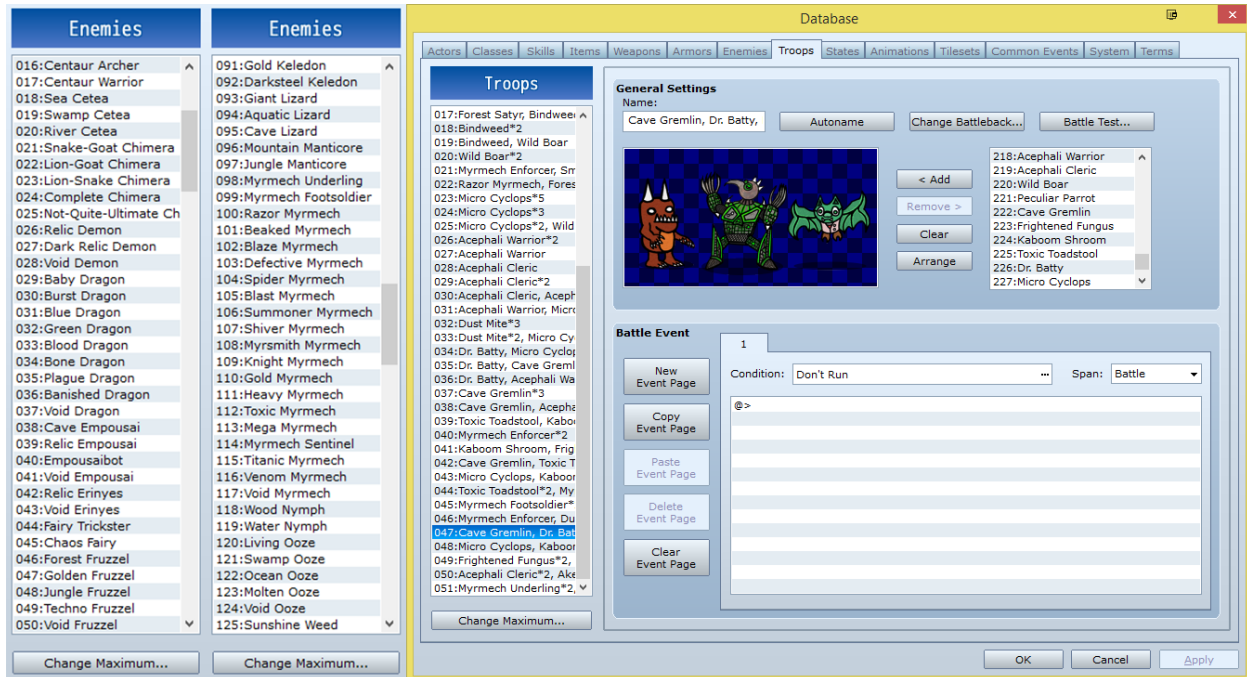 Enemies
016:Centaur Archer
017:Centaur Warrior
018:Sea Cetea
019:Swamp Cetea
020:River Cetea
021:Snake-Goat Chimera
022:Lion-Goat Chimera
023:Lion-Snake Chimera
024:Complete Chimera
025:Not-Quite-Ultimate Ch
026:Relic Demon
027:Dark Relic Demon
028:Void Demon
029:Baby Dragon
030:Burst Dragon
031:Blue Dragon
032:Green Dragon
033:Blood Dragon
034:Bone Dragon
035:Plague Dragon
036:Banished Dragon
037:Void Dragon
038:Cave Empousai
039:Relic Empousai
040:Empousaibot
041:Void Empousai
042:Relic Erinyes
043:Void Erinyes
044:Fairy Trickster
045:Chaos Fairy
046:Forest Fruzzel
047:Golden Fruzzel
048:Jungle Fruzzel
049:Techno Fruzzel
050:Void Fruzzel
Change Maximum...
Enemies
091:Gold Keledon
092:Darksteel Keledon
093:Giant Lizard
094:Aquatic Lizard
095:Cave Lizard
096:Mountain Manticore
097:Jungle Manticore
098:Myrmech Underling
099:Myrmech Footsoldier
100:Razor Myrmech
101:Beaked Myrmech
102:Blaze Myrmech
103:Defective Myrmech
104:Spider Myrmech
105:Blast Myrmech
106:Summoner Myrmech
107:Shiver Myrmech
108:Myrsmith Myrmech
109:Knight Myrmech
110:Gold Myrmech
111:Heavy Myrmech
112:Toxic Myrmech
113:Mega Myrmech
114:Myrmech Sentinel
115:Titanic Myrmech
116:Venom Myrmech
117:Void Myrmech
118:Wood Nymph
119:Water Nymph
120:Living Ooze
121:Swamp Ooze
122:Ocean Ooze
123:Molten Ooze
124:Void Ooze
125:Sunshine Weed
Change Maximum...
Database
Actors Classes Skills Items Weapons Armors Enemies Troops States Animations Tilesets Common Events System Terms
Troops
017:Forest Satyr, Bindwee
018:Bindweed*2
019:Bindweed, Wild Boar
020:Wild Boar*2
021:Myrmech Enforcer, Sm
022:Razor Myrmech, Fores
023:Micro Cyclops*5
024:Micro Cyclops*3
025:Micro Cyclops*2, Wild
026:Acephali Warrior*2
027:Acephali Warrior
028:Acephali Cleric
029:Acephali Cleric*2
030:Acephali Cleric, Aceph
031:Acephali Warrior, Micr
032:Dust Mite*3
033:Dust Mite*2, Micro Cy
034:Dr. Batty, Micro Cyclop
035:Dr. Batty, Cave Greml
036:Dr. Batty, Acephali Wa
037:Cave Gremlin*3
038:Cave Gremlin, Acepha
039:Toxic Toadstool, Kabo
040:Myrmech Enforcer*2
041:Kaboom Shroom, Frig
042:Cave Gremlin, Toxic T
043:Micro Cyclops, Kaboor
044:Toxic Toadstool*2, My
045:Myrmech Footsoldier*
046:Myrmech Enforcer, Du
047:Cave Gremlin, Dr. Bat
048:Micro Cyclops, Kaboor
049:Frightened Fungus*2,
050:Acephali Cleric*2, Ake
051:Myrmech Underling*2,
Change Maximum...
General Settings
Name:
Cave Gremlin, Dr. Batty,
Autoname
Change Battleback...
Battle Test...
< Add
Remove >
Clear
Arrange
218:Acephali Warrior
219:Acephali Cleric
220:Wild Boar
221:Peculiar Parrot
222:Cave Gremlin
223:Frightened Fungus
224:Kaboom Shroom
225:Toxic Toadstool
226:Dr. Batty
227:Micro Cyclops
Battle Event
1
New
Event Page
Copy
Event Page
Paste
Event Page
Delete
Event Page
Clear
Event Page
Condition: Don't Run ... Span: Battle
@>
OK
Cancel
Apply